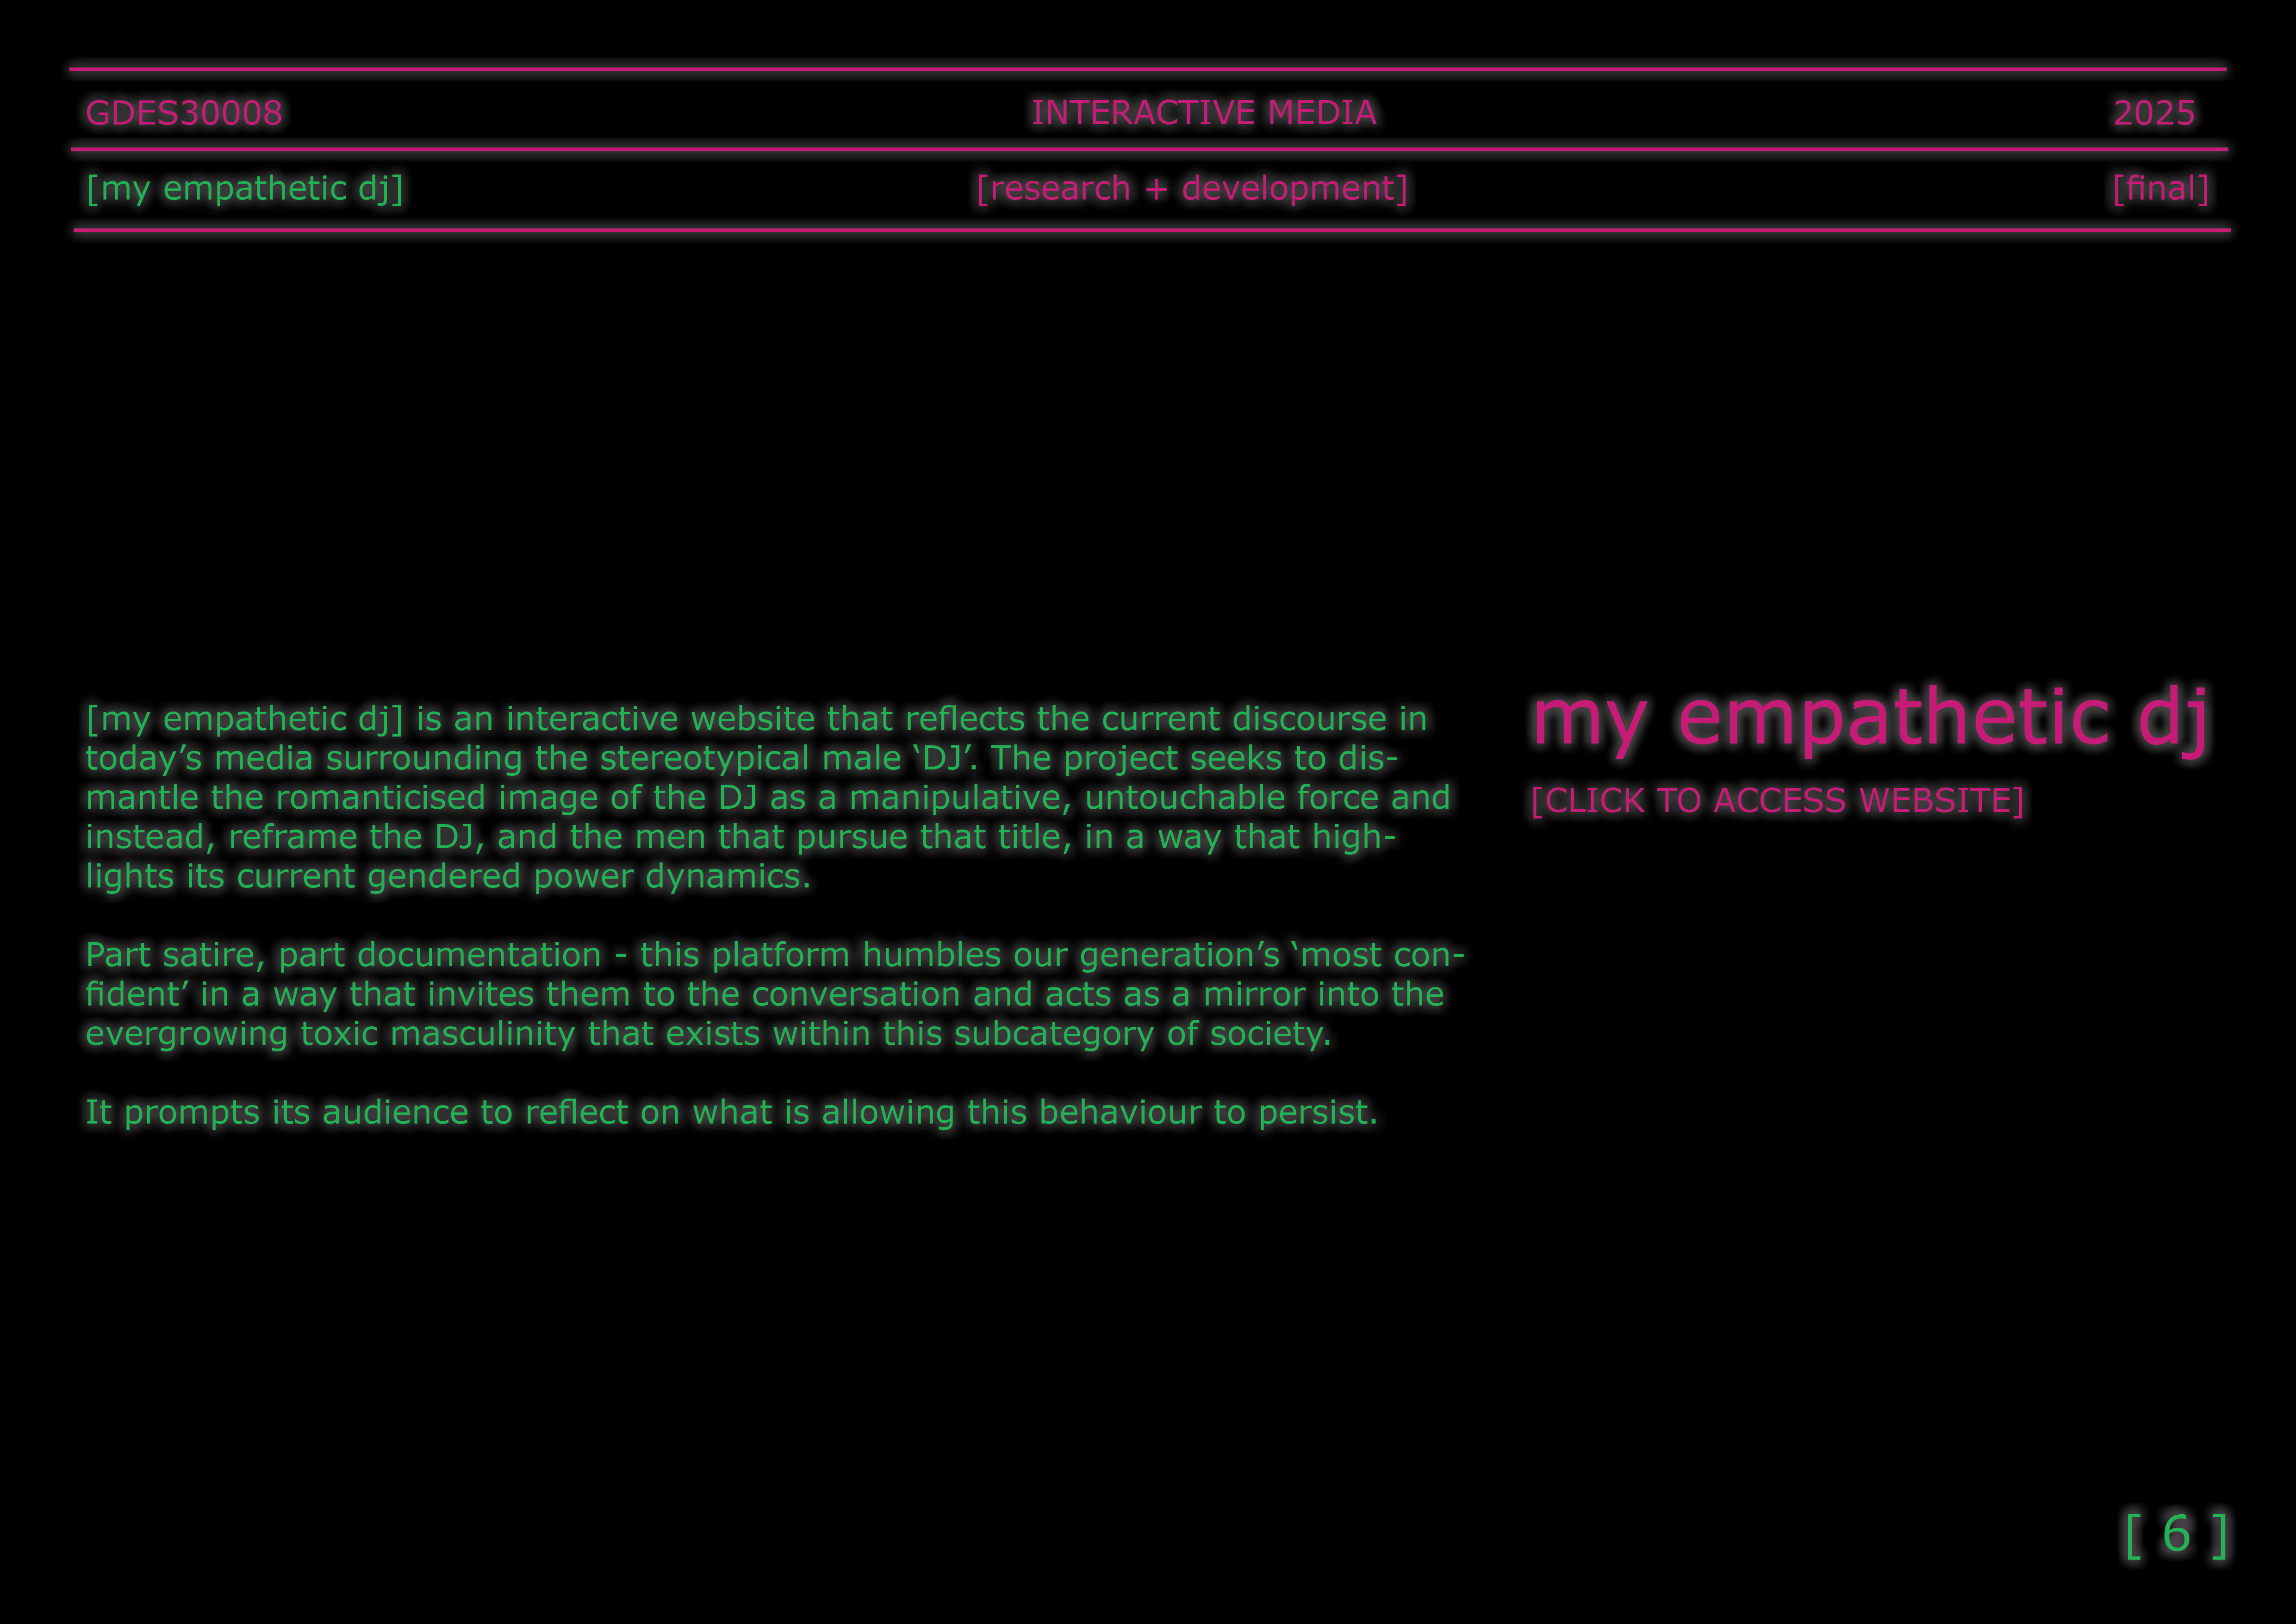 GDES30008
INTERACTIVE MEDIA
2025
[my empathetic dj]
[research + development]
[final]
[my empathetic dj] is an interactive website that reflects the current discourse in
today’s media surrounding the stereotypical male ‘DJ’. The project seeks to dis-
mantle the romanticised image of the DJ as a manipulative, untouchable force and
instead, reframe the DJ, and the men that pursue that title, in a way that high-
lights its current gendered power dynamics.
Part satire, part documentation - this platform humbles our generation’s ‘most con-
fident’ in a way that invites them to the conversation and acts as a mirror into the
evergrowing toxic masculinity that exists within this subcategory of society.
It prompts its audience to reflect on what is allowing this behaviour to persist.
my empathetic dj
[CLICK TO ACCESS WEBSITE]
[ 6 ]